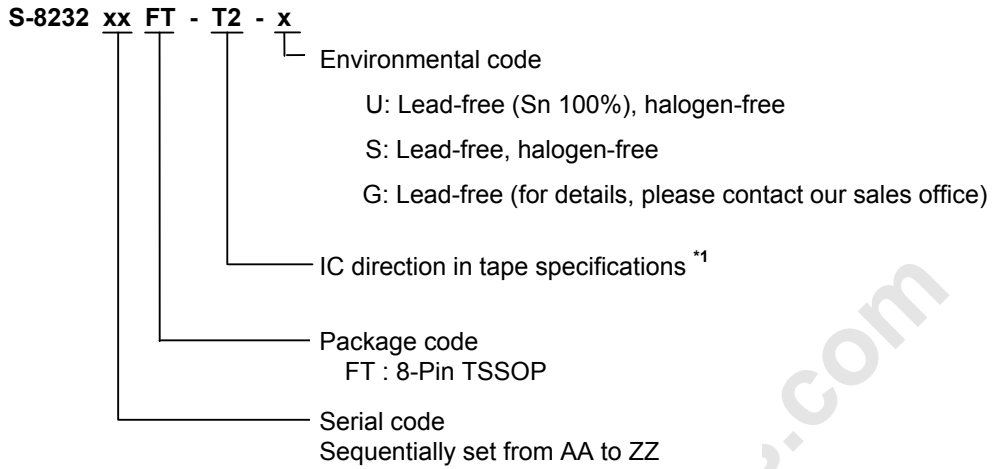 S-8232 xx FT - T2 - x
Environmental code
U: Lead-free (Sn 100%), halogen-free
S: Lead-free, halogen-free
G: Lead-free (for details, please contact our sales office)
IC direction in tape specifications *1
Package code
FT : 8-Pin TSSOP
Serial code
Sequentially set from AA to ZZ
.com